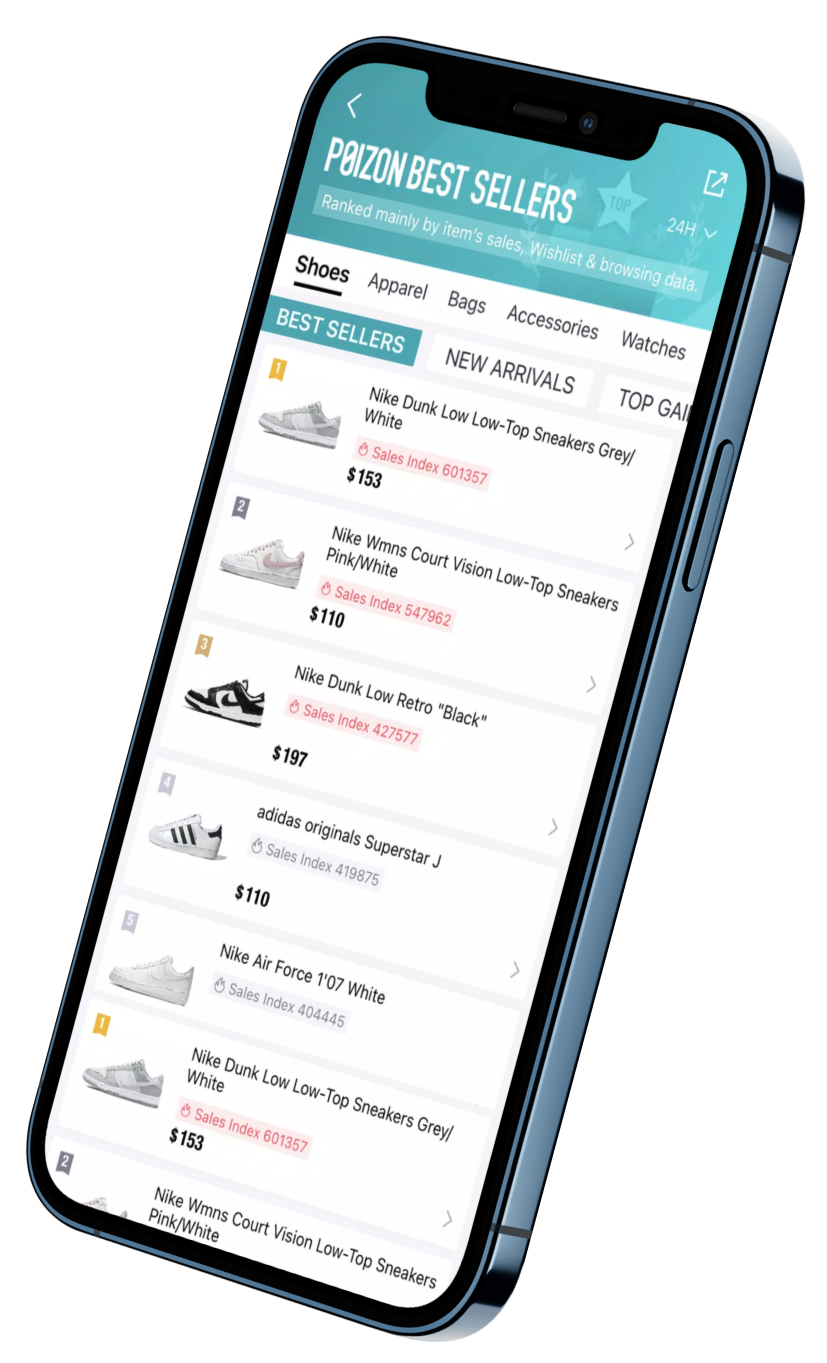 PØIZON BEST SELLERS
TOP
24H
Ranked mainly by item's sales, Wishlist & browsing data.
Shoes Apparel Bags Accessories Watches
BEST SELLERS NEW ARRIVALS TOP GAI
1
Nike Dunk Low Low-Top Sneakers Grey/
White
Sales Index 601357
$153
2
Nike Wmns Court Vision Low-Top Sneakers
Pink/White
Sales Index 547962
$110
3
Nike Dunk Low Retro "Black"
Sales Index 427577
$197
4
adidas originals Superstar J
Sales Index 419875
$110
5
Nike Air Force 1'07 White
Sales Index 404445
1
Nike Dunk Low Low-Top Sneakers Grey/
White
Sales Index 601357
$153
2
Nike Wmns Court Vision Low-Top Sneakers
Pink/White